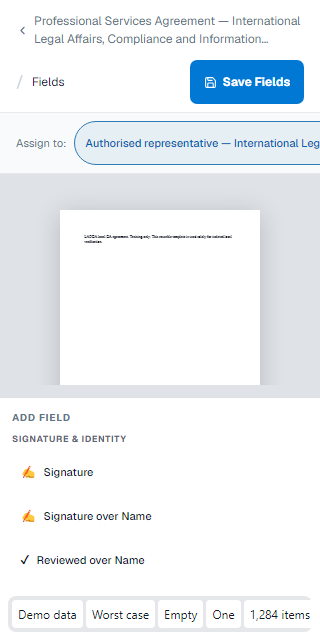 Professional Services Agreement — International
Legal Affairs, Compliance and Information...
/ Fields
Save Fields
Assign to:
Authorised representative — International Leg
ADD FIELD
SIGNATURE & IDENTITY
Signature
Signature over Name
Reviewed over Name
Demo data
Worst case
Empty
One
1,284 items